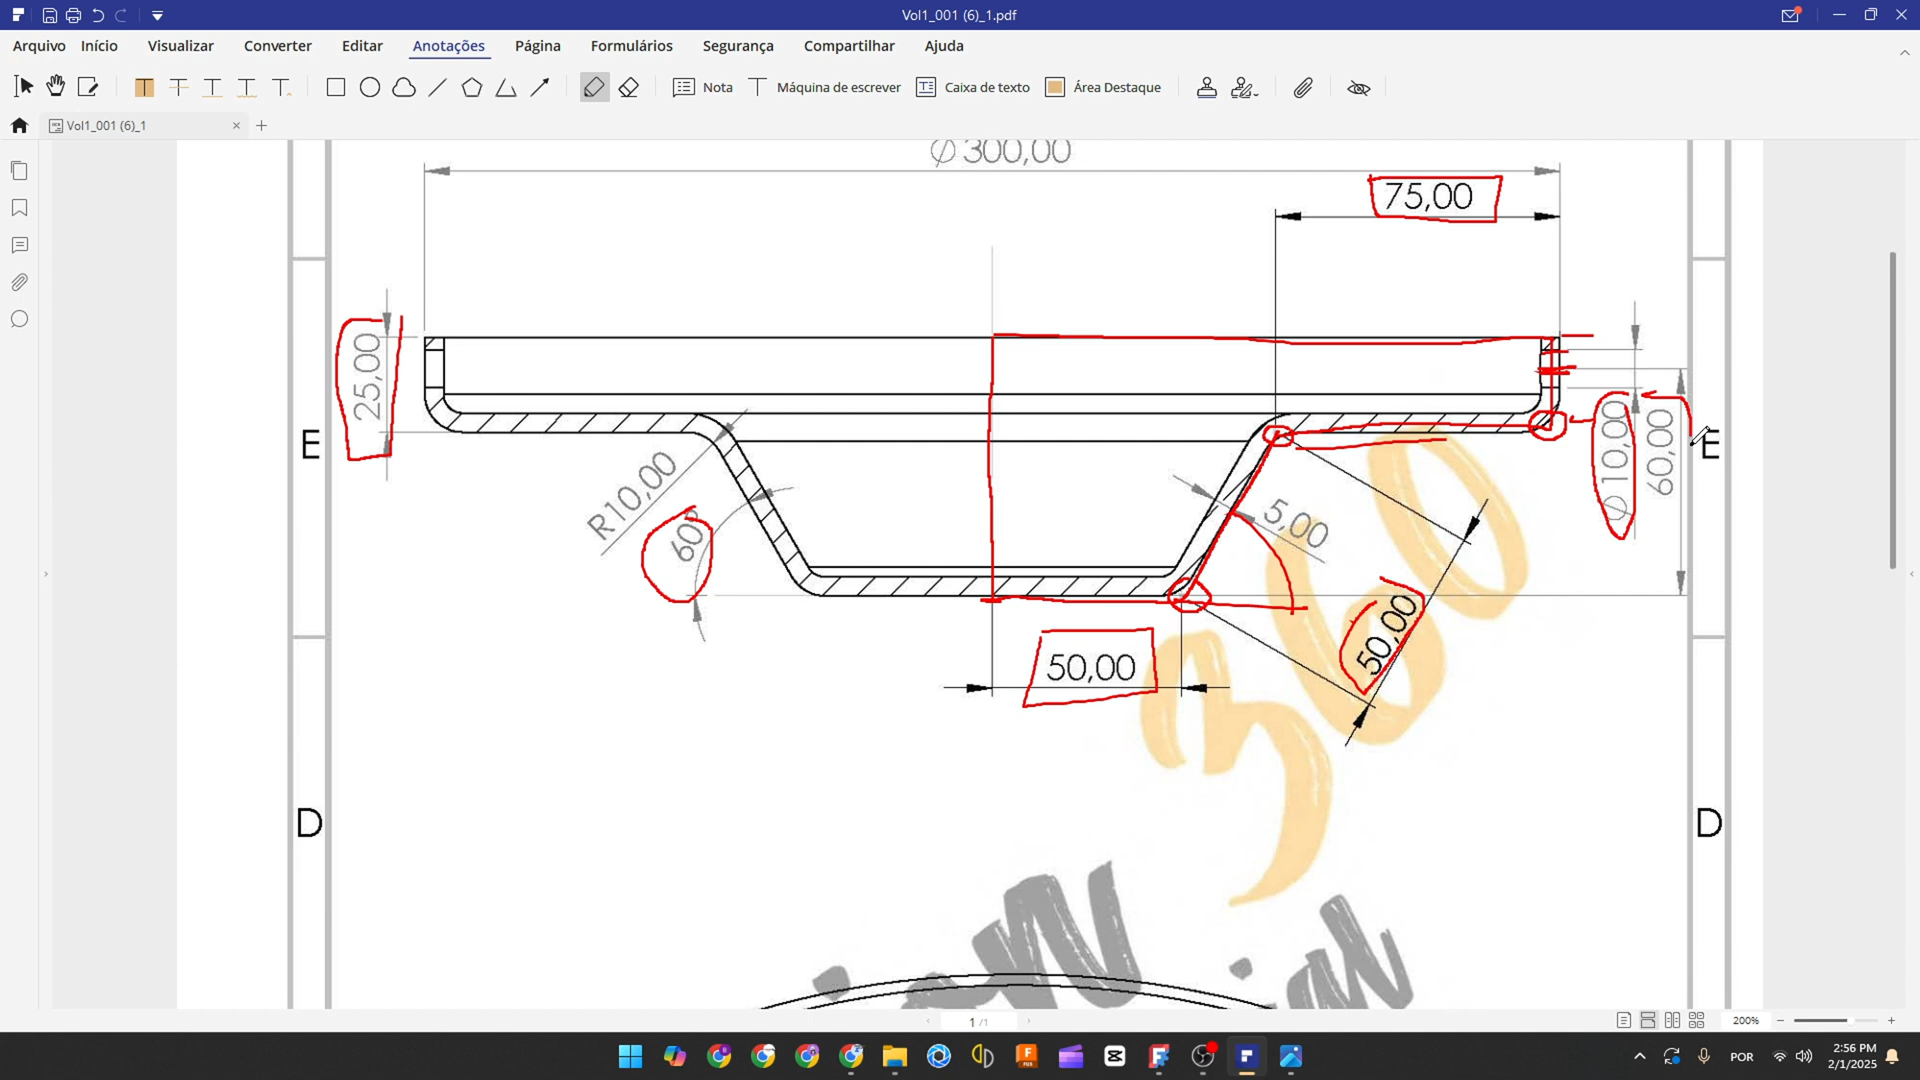 Vol1_001 (6)_1.pdf
Arquivo Início Visualizar Converter Editar Anotações Página Formulários Segurança Compartilhar Ajuda
Nota Máquina de escrever Caixa de texto Área Destaque
Vol1_001 (6)_1
∅ 300,00
75,00
25,00
E
E
R10,00
60°
5,00
∅ 10,00
60,00
50,00
50,00
360
D
D
1 /1
200%
POR
2:56 PM
2/1/2025